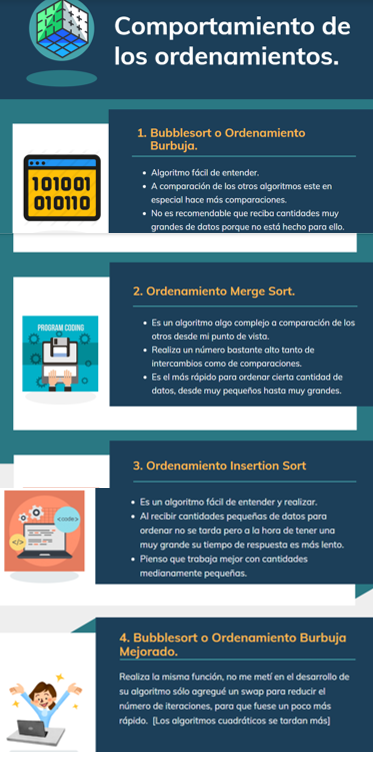 Comportamiento de
los ordenamientos.
1. Bubblesort o Ordenamiento
Burbuja.
101001
010110
• Algoritmo fácil de entender.
• A comparación de los otros algoritmos este en
especial hace más comparaciones.
• No es recomendable que reciba cantidades muy
grandes de datos porque no está hecho para ello.
2. Ordenamiento Merge Sort.
PROGRAM CODING
• Es un algoritmo algo complejo a comparación de los
otros desde mi punto de vista.
• Realiza un número bastante alto tanto de
intercambios como de comparaciones.
• Es el más rápido para ordenar cierta cantidad de
datos, desde muy pequeños hasta muy grandes.
3. Ordenamiento Insertion Sort
<code>
</>
• Es un algoritmo fácil de entender y realizar.
• Al recibir cantidades pequeñas de datos para
ordenar no se tarda pero a la hora de tener una
muy grande su tiempo de respuesta es más lento.
• Pienso que trabaja mejor con cantidades
medianamente pequeñas.
4. Bubblesort o Ordenamiento Burbuja
Mejorado.
Realiza la misma función, no me metí en el desarrollo de
su algoritmo sólo agregué un swap para reducir el
número de iteraciones, para que fuese un poco más
rápido. [Los algoritmos cuadráticos se tardan más]